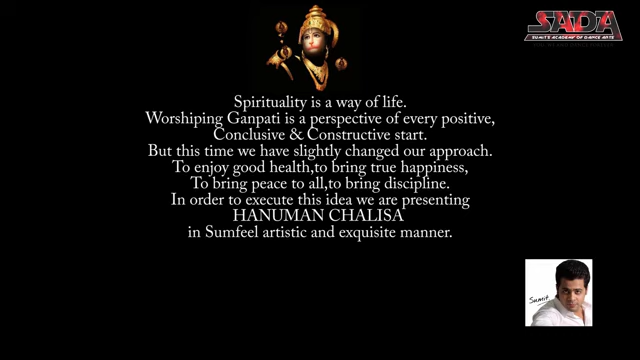 SADA
SUMIT'S ACADEMY OF DANCE ARTS
Spirituality is a way of life.
Worshiping Ganpati is a perspective of every positive,
Conclusive & Constructive start.
But this time we have slightly changed our approach.
To enjoy good health,to bring true happiness,
To bring peace to all,to bring discipline.
In order to execute this idea we are presenting
HANUMAN CHALISA
in Sumfeel artistic and exquisite manner.
Sumit